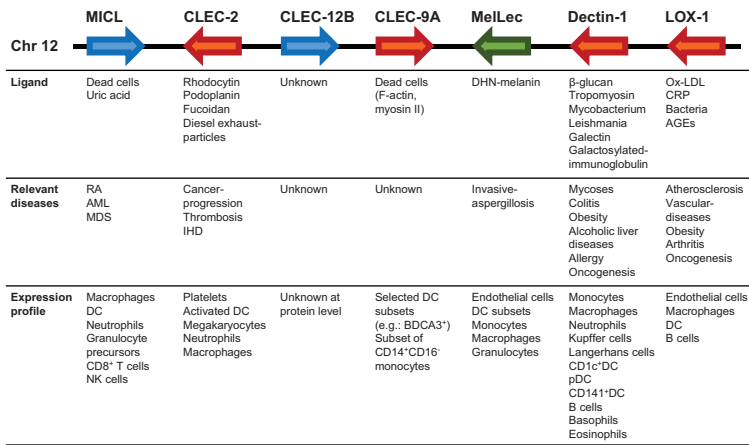 MICL CLEC-2 CLEC-12B CLEC-9A MelLec Dectin-1 LOX-1
Chr 12
Ligand
Dead cells
Uric acid
Rhodocytin
Podoplanin
Fucoidan
Diesel exhaust-
particles
Unknown
Dead cells
(F-actin,
myosin II)
DHN-melanin
β-glucan
Tropomyosin
Mycobacterium
Leishmania
Galectin
Galactosylated-
immunoglobulin
Ox-LDL
CRP
Bacteria
AGEs
Relevant
diseases
RA
AML
MDS
Cancer-
progression
Thrombosis
IHD
Unknown
Unknown
Invasive-
aspergillosis
Mycoses
Colitis
Obesity
Alcoholic liver
diseases
Allergy
Oncogenesis
Atherosclerosis
Vascular-
diseases
Obesity
Arthritis
Oncogenesis
Expression
profile
Macrophages
DC
Neutrophils
Granulocyte
precursors
CD8⁺ T cells
NK cells
Platelets
Activated DC
Megakaryocytes
Neutrophils
Macrophages
Unknown at
protein level
Selected DC
subsets
(e.g.: BDCA3⁺)
Subset of
CD14⁺CD16⁻
monocytes
Endothelial cells
DC subsets
Monocytes
Macrophages
Granulocytes
Monocytes
Macrophages
Neutrophils
Kupffer cells
Langerhans cells
CD1c⁺DC
pDC
CD141⁺DC
B cells
Basophils
Eosinophils
Endothelial cells
Macrophages
DC
B cells